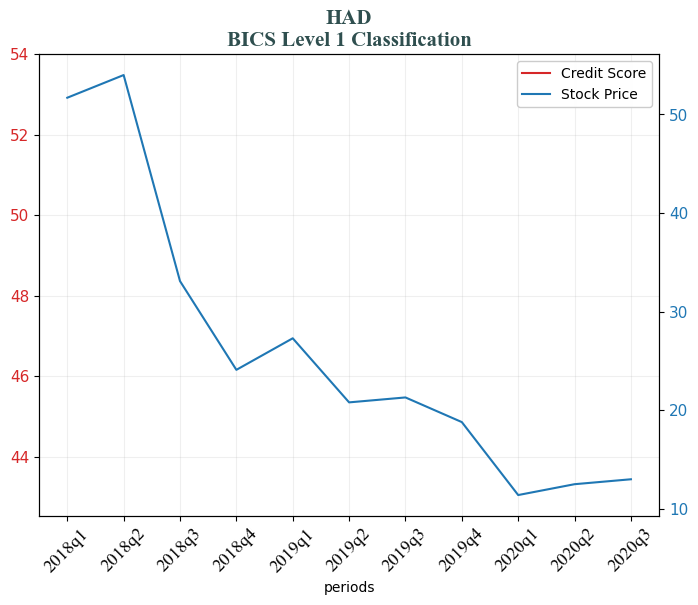 HAD
BICS Level 1 Classification
54
52
50
48
46
44
Credit Score
Stock Price
50
40
30
20
10
2018q1
2018q2
2018q3
2018q4
2019q1
2019q2
2019q3
2019q4
2020q1
2020q2
2020q3
periods